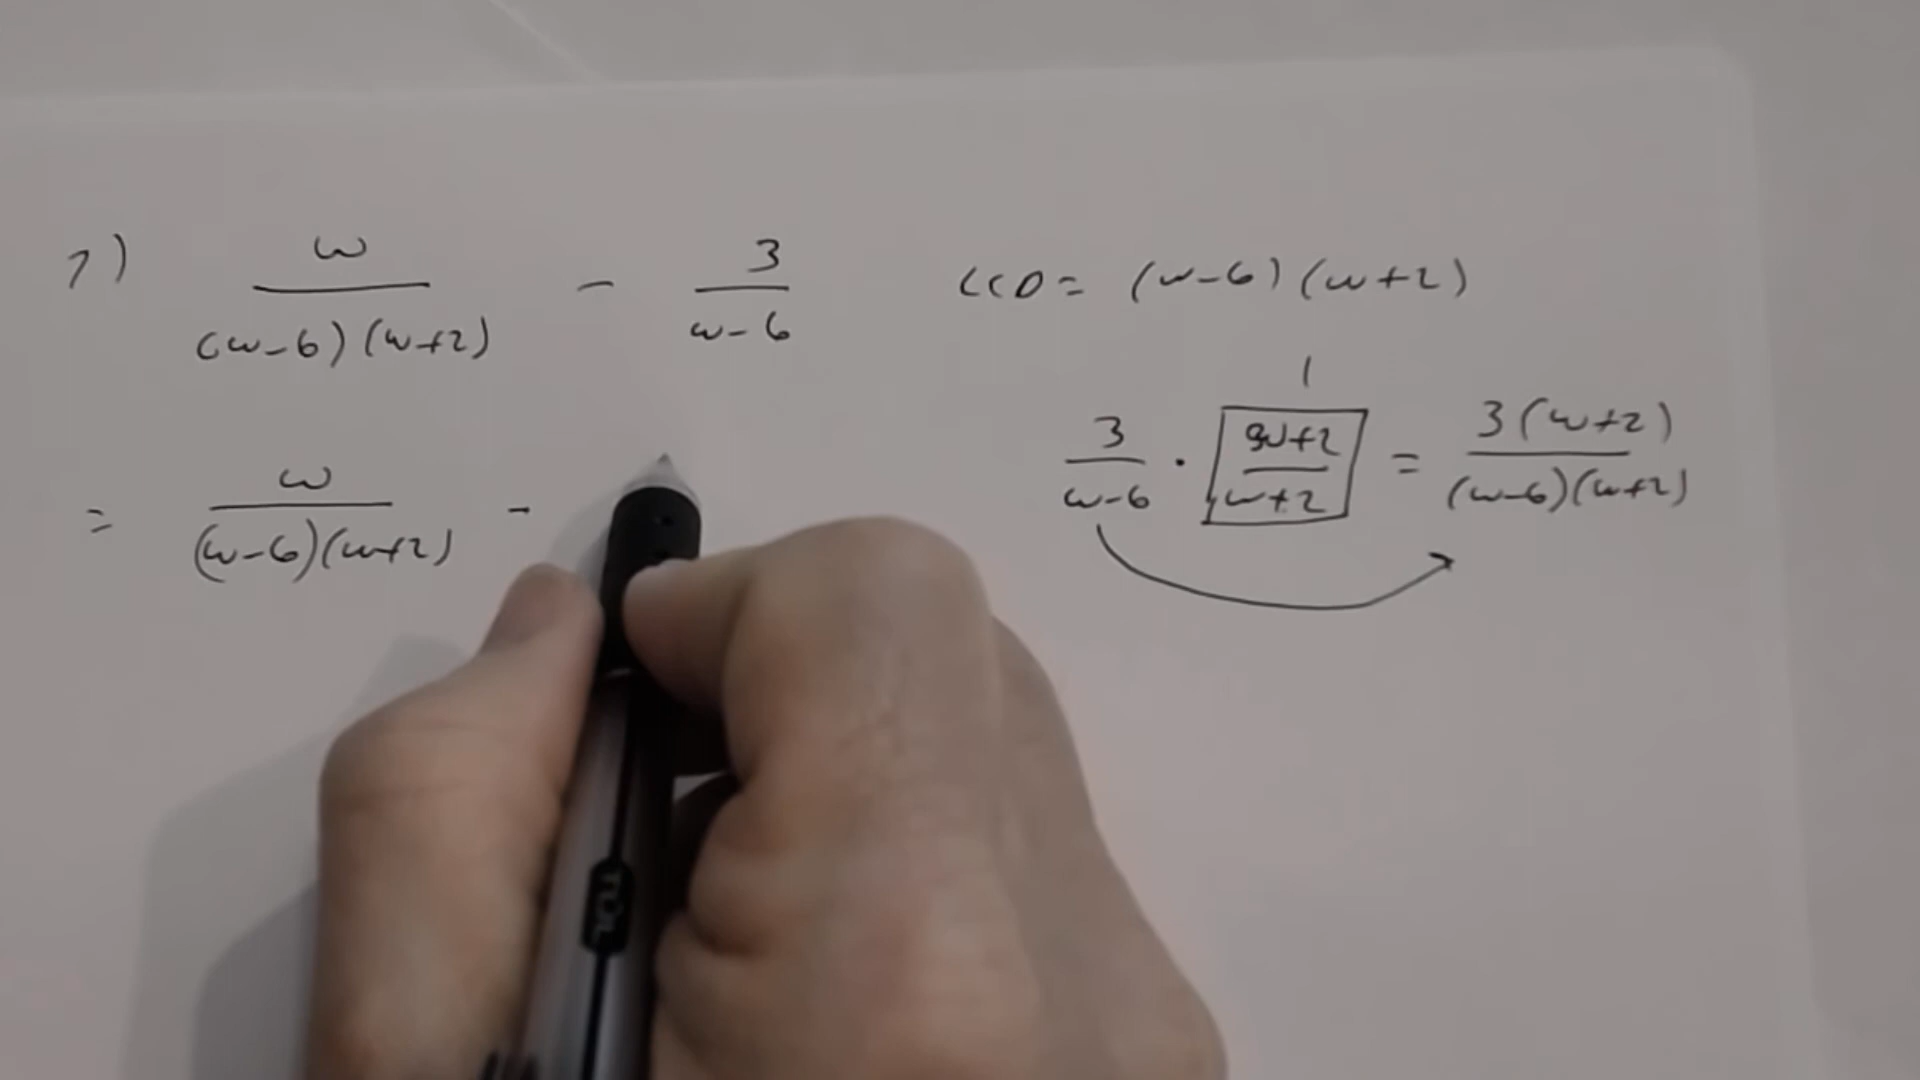 7) w/((w-6)(w+2)) - 3/(w-6)
= w/((w-6)(w+2)) -
LCD = (w-6)(w+2)
1
3/(w-6) · (w+2)/(w+2) = 3(w+2)/((w-6)(w+2))